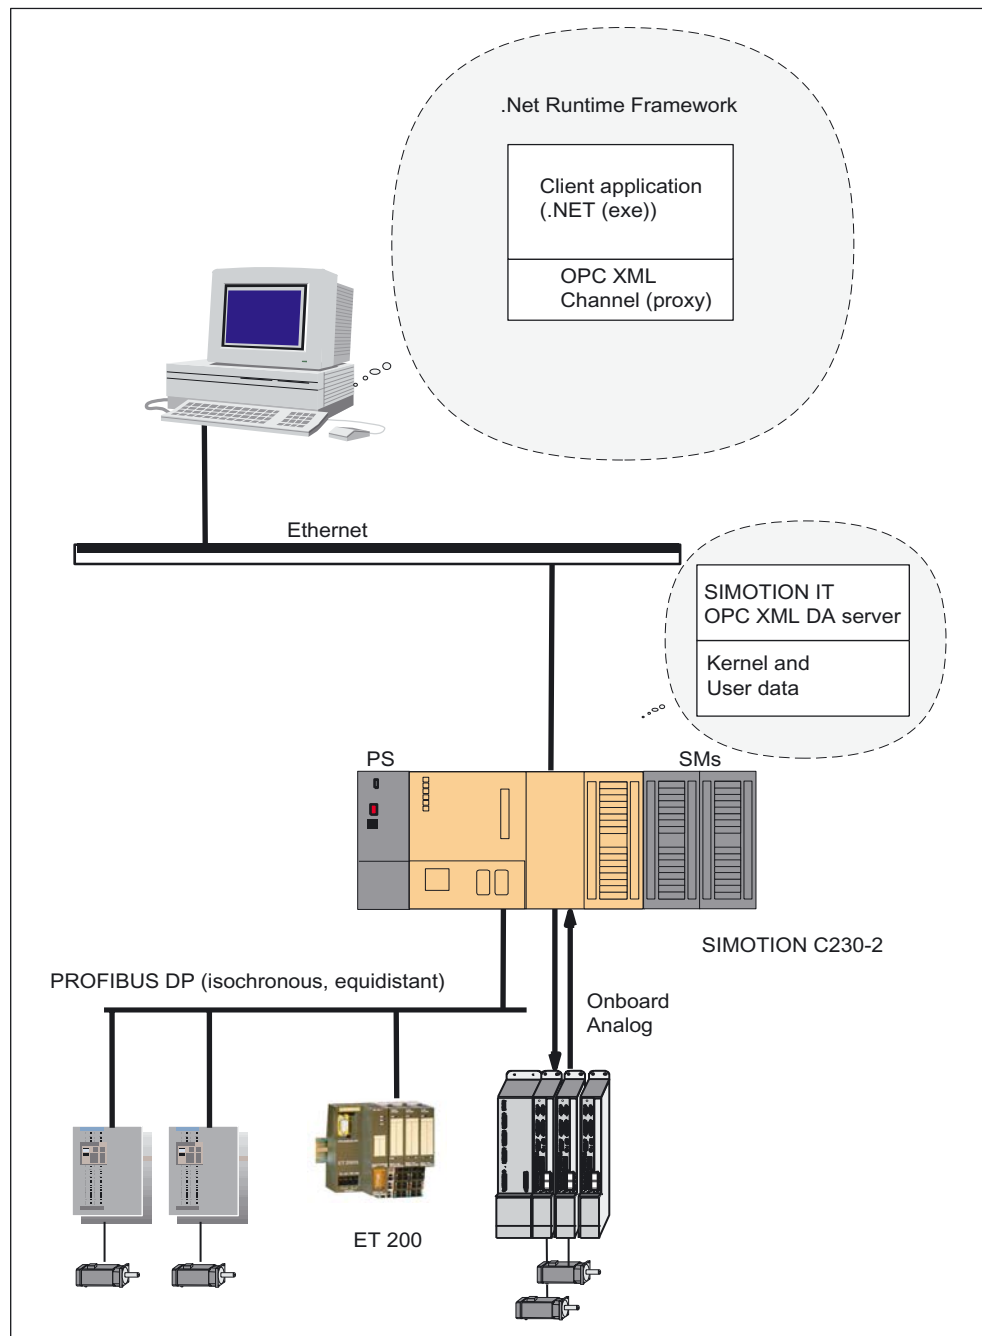 .Net Runtime Framework
Client application
(.NET (exe))
OPC XML
Channel (proxy)
Ethernet
SIMOTION IT
OPC XML DA server
Kernel and
User data
PS
SMs
SIMOTION C230-2
PROFIBUS DP (isochronous, equidistant)
Onboard
Analog
ET 200